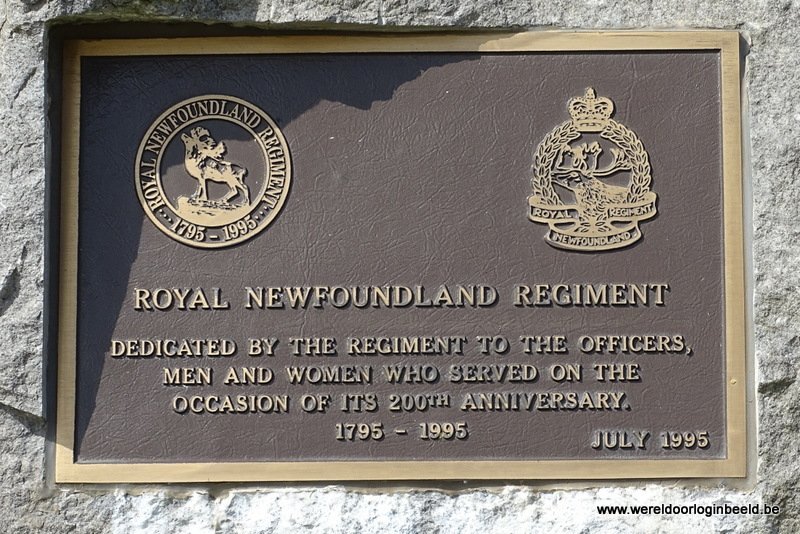 ROYAL NEWFOUNDLAND REGIMENT
1795 - 1995
ROYAL REGIMENT
NEWFOUNDLAND
ROYAL NEWFOUNDLAND REGIMENT
DEDICATED BY THE REGIMENT TO THE OFFICERS,
MEN AND WOMEN WHO SERVED ON THE
OCCASION OF ITS 200TH ANNIVERSARY.
1795 - 1995
JULY 1995
www.wereldoorloginbeeld.be